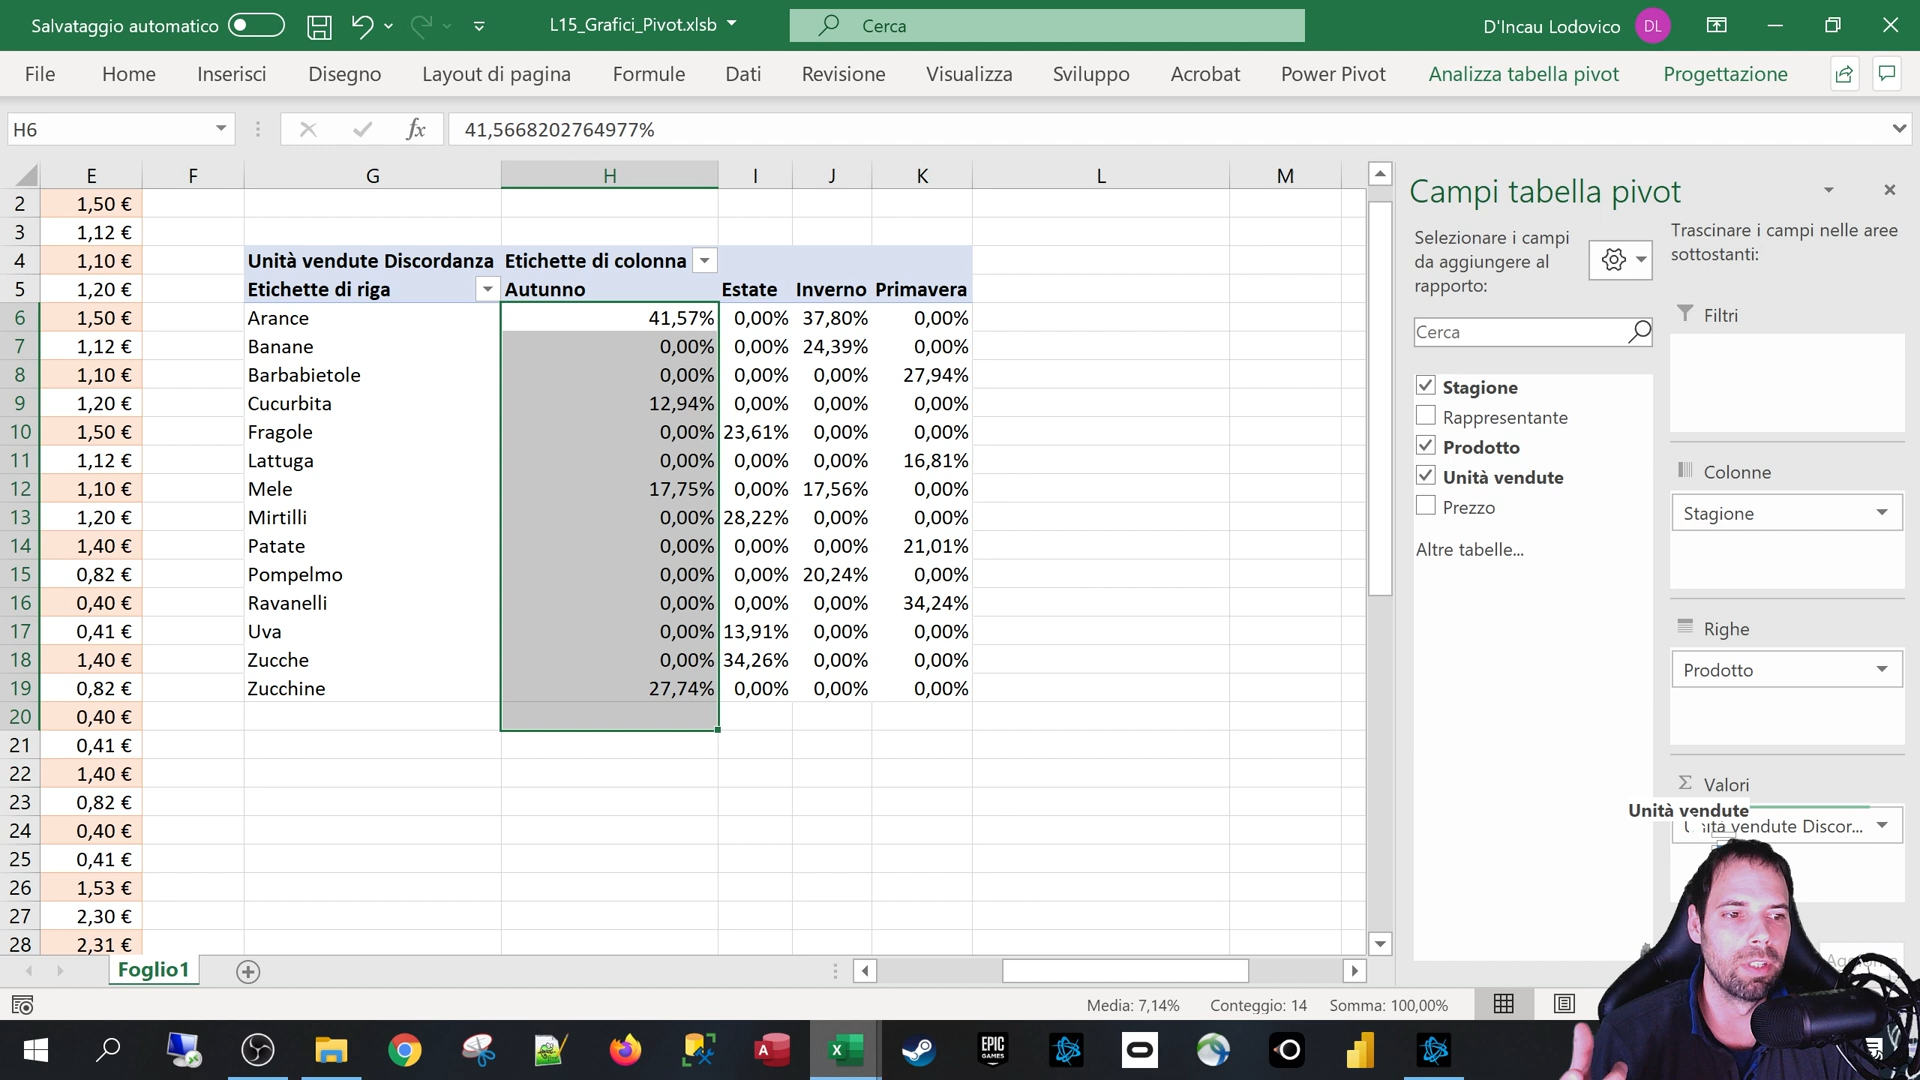 Salvataggio automatico
L15_Grafici_Pivot.xlsb
Cerca
D'Incau Lodovico DL
File Home Inserisci Disegno Layout di pagina Formule Dati Revisione Visualizza Sviluppo Acrobat Power Pivot Analizza tabella pivot Progettazione
H6 fx 41,5668202764977%
E F G H I J K L M
2 1,50 €
3 1,12 €
4 1,10 € Unità vendute Discordanza Etichette di colonna
5 1,20 € Etichette di riga Autunno Estate Inverno Primavera
6 1,50 € Arance 41,57% 0,00% 37,80% 0,00%
7 1,12 € Banane 0,00% 0,00% 24,39% 0,00%
8 1,10 € Barbabietole 0,00% 0,00% 0,00% 27,94%
9 1,20 € Cucurbita 12,94% 0,00% 0,00% 0,00%
10 1,50 € Fragole 0,00% 23,61% 0,00% 0,00%
11 1,12 € Lattuga 0,00% 0,00% 0,00% 16,81%
12 1,10 € Mele 17,75% 0,00% 17,56% 0,00%
13 1,20 € Mirtilli 0,00% 28,22% 0,00% 0,00%
14 1,40 € Patate 0,00% 0,00% 0,00% 21,01%
15 0,82 € Pompelmo 0,00% 0,00% 20,24% 0,00%
16 0,40 € Ravanelli 0,00% 0,00% 0,00% 34,24%
17 0,41 € Uva 0,00% 13,91% 0,00% 0,00%
18 1,40 € Zucche 0,00% 34,26% 0,00% 0,00%
19 0,82 € Zucchine 27,74% 0,00% 0,00% 0,00%
20 0,40 €
21 0,41 €
22 1,40 €
23 0,82 €
24 0,40 €
25 0,41 €
26 1,53 €
27 2,30 €
28 2,31 €
Campi tabella pivot
Selezionare i campi
da aggiungere al
rapporto:
Cerca
Stagione
Rappresentante
Prodotto
Unità vendute
Prezzo
Altre tabelle...
Trascinare i campi nelle aree
sottostanti:
Filtri
Colonne
Stagione
Righe
Prodotto
Σ Valori
Unità vendute
vendute Discor...
Foglio1
Media: 7,14% Conteggio: 14 Somma: 100,00%
EPIC
GAMES